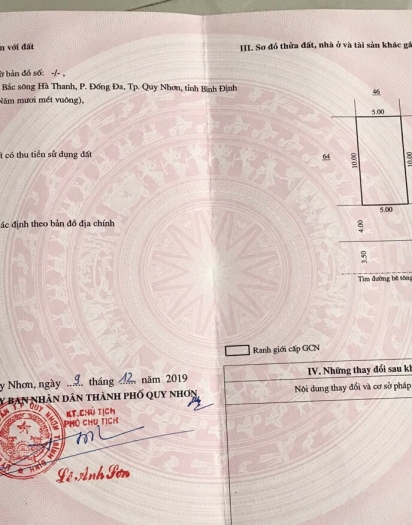 n với đất
ờ bản đồ số: -/- ,
Bắc sông Hà Thanh, P. Đống Đa, Tp. Quy Nhơn, tỉnh Bình Định
Năm mươi mét vuông),
t có thu tiền sử dụng đất
ác định theo bản đồ địa chính
y Nhơn, ngày ..9.. tháng .12. năm 2019
Y BAN NHÂN DÂN THÀNH PHỐ QUY NHƠN
KT.CHỦ TỊCH
PHÓ CHỦ TỊCH
Lê Anh Sơn
III. Sơ đồ thửa đất, nhà ở và tài sản khác gắ
46
5.00
64
10.00
10.00
5.00
4.00
3.50
Tim đường bê tông
Ranh giới cấp GCN
IV. Những thay đổi sau kh
Nội dung thay đổi và cơ sở pháp